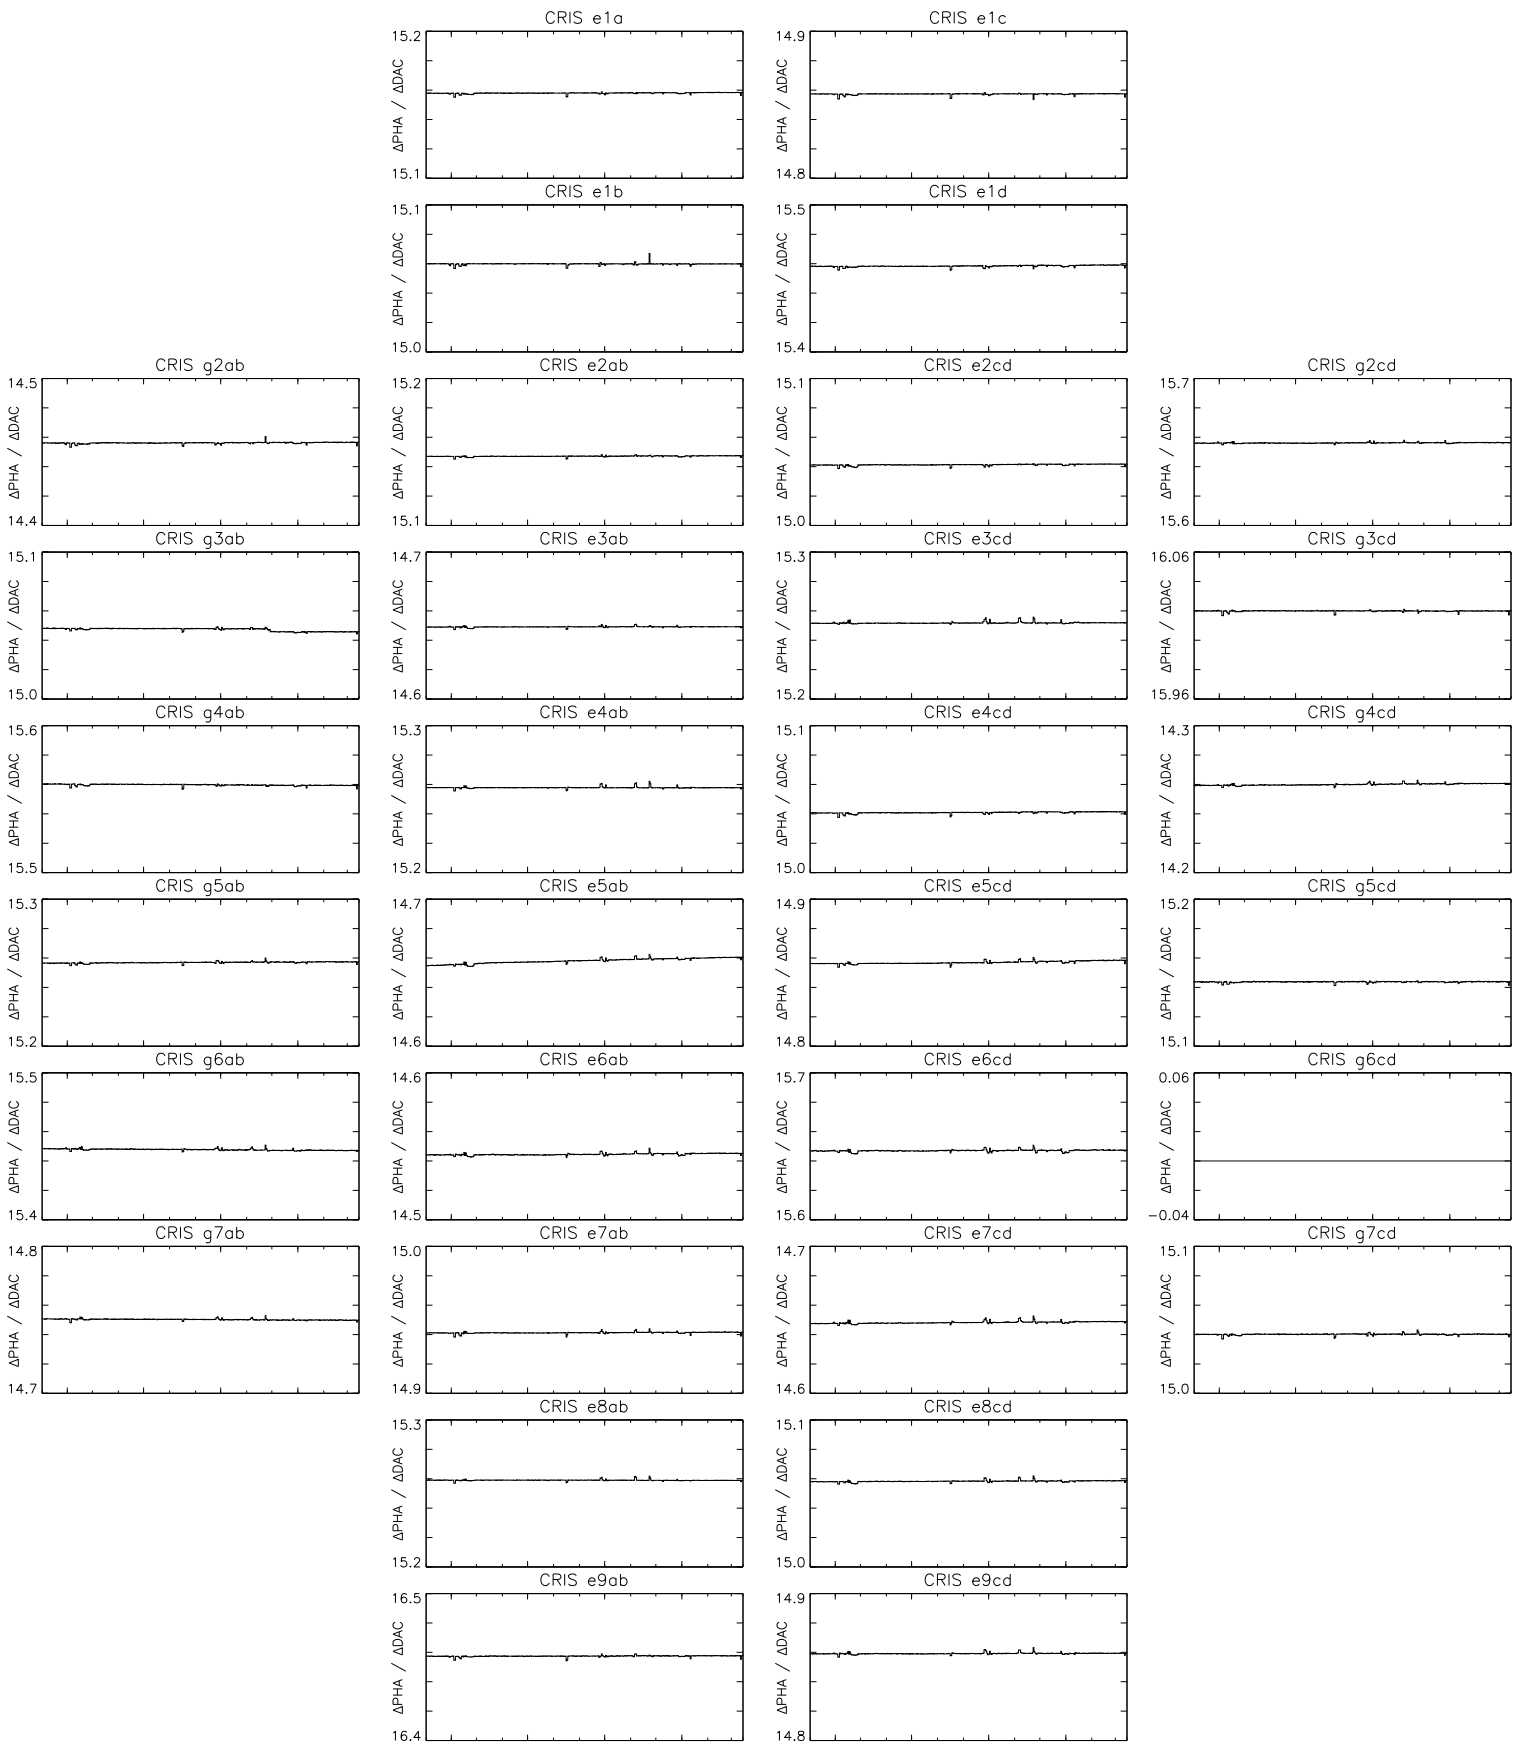 CRIS e1a
15.2
ΔPHA / ΔDAC
15.1
CRIS e1c
14.9
ΔPHA / ΔDAC
14.8
CRIS e1b
15.1
ΔPHA / ΔDAC
15.0
CRIS e1d
15.5
ΔPHA / ΔDAC
15.4
CRIS g2ab
14.5
ΔPHA / ΔDAC
14.4
CRIS e2ab
15.2
ΔPHA / ΔDAC
15.1
CRIS e2cd
15.1
ΔPHA / ΔDAC
15.0
CRIS g2cd
15.7
ΔPHA / ΔDAC
15.6
CRIS g3ab
15.1
ΔPHA / ΔDAC
15.0
CRIS e3ab
14.7
ΔPHA / ΔDAC
14.6
CRIS e3cd
15.3
ΔPHA / ΔDAC
15.2
CRIS g3cd
16.06
ΔPHA / ΔDAC
15.96
CRIS g4ab
15.6
ΔPHA / ΔDAC
15.5
CRIS e4ab
15.3
ΔPHA / ΔDAC
15.2
CRIS e4cd
15.1
ΔPHA / ΔDAC
15.0
CRIS g4cd
14.3
ΔPHA / ΔDAC
14.2
CRIS g5ab
15.3
ΔPHA / ΔDAC
15.2
CRIS e5ab
14.7
ΔPHA / ΔDAC
14.6
CRIS e5cd
14.9
ΔPHA / ΔDAC
14.8
CRIS g5cd
15.2
ΔPHA / ΔDAC
15.1
CRIS g6ab
15.5
ΔPHA / ΔDAC
15.4
CRIS e6ab
14.6
ΔPHA / ΔDAC
14.5
CRIS e6cd
15.7
ΔPHA / ΔDAC
15.6
CRIS g6cd
0.06
ΔPHA / ΔDAC
−0.04
CRIS g7ab
14.8
ΔPHA / ΔDAC
14.7
CRIS e7ab
15.0
ΔPHA / ΔDAC
14.9
CRIS e7cd
14.7
ΔPHA / ΔDAC
14.6
CRIS g7cd
15.1
ΔPHA / ΔDAC
15.0
CRIS e8ab
15.3
ΔPHA / ΔDAC
15.2
CRIS e8cd
15.1
ΔPHA / ΔDAC
15.0
CRIS e9ab
16.5
ΔPHA / ΔDAC
16.4
CRIS e9cd
14.9
ΔPHA / ΔDAC
14.8